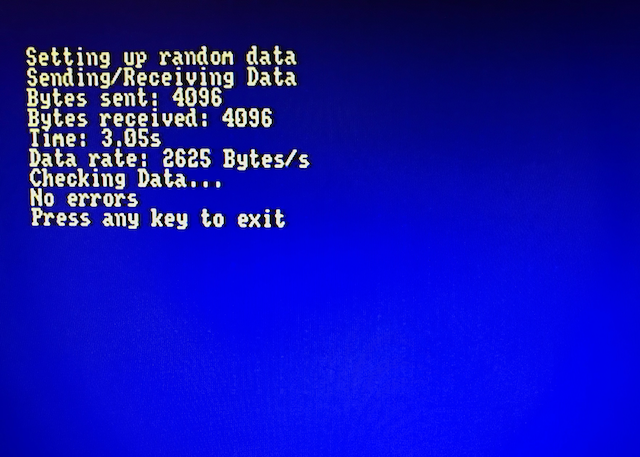 Setting up random data
Sending/Receiving Data
Bytes sent: 4096
Bytes received: 4096
Time: 3.05s
Data rate: 2625 Bytes/s
Checking Data...
No errors
Press any key to exit